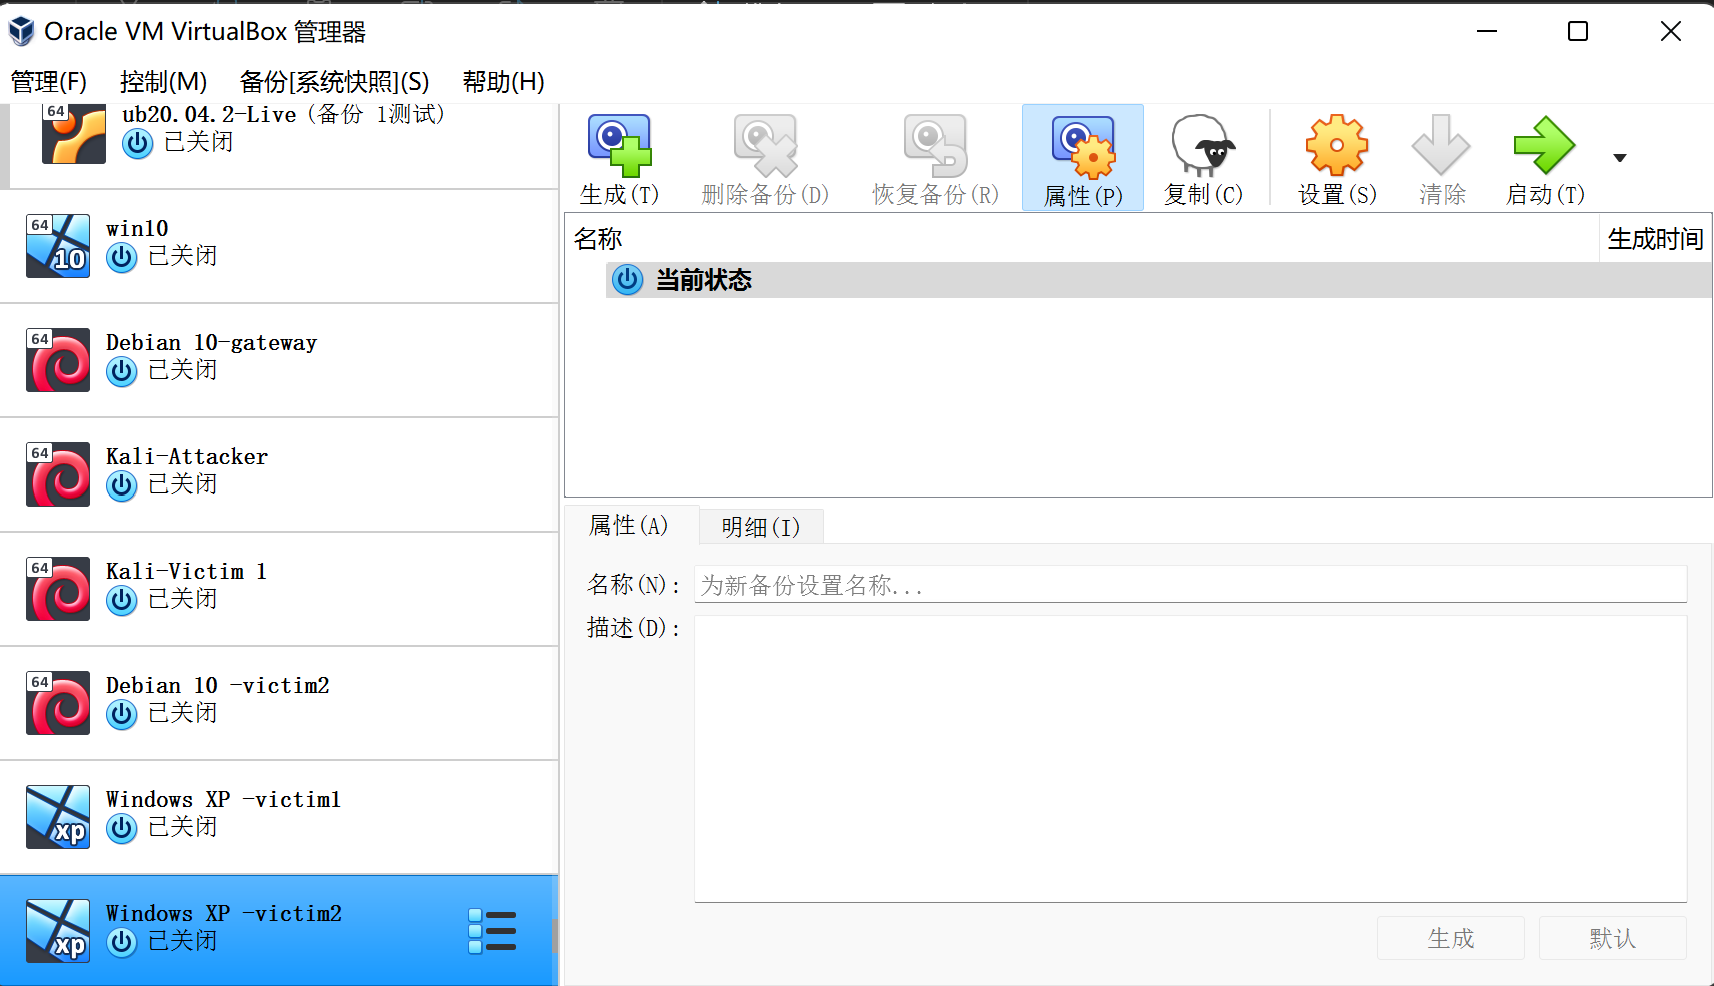 Oracle VM VirtualBox 管理器
管理(F) 控制(M) 备份[系统快照](S) 帮助(H)
64
ub20.04.2-Live (备份 1测试)
已关闭
64
10
win10
已关闭
64
Debian 10-gateway
已关闭
64
Kali-Attacker
已关闭
64
Kali-Victim 1
已关闭
64
Debian 10 -victim2
已关闭
xp
Windows XP -victim1
已关闭
xp
Windows XP -victim2
已关闭
生成(T) 删除备份(D) 恢复备份(R) 属性(P) 复制(C) 设置(S) 清除 启动(T)
名称 生成时间
当前状态
属性(A) 明细(I)
名称(N): 为新备份设置名称...
描述(D):
生成 默认